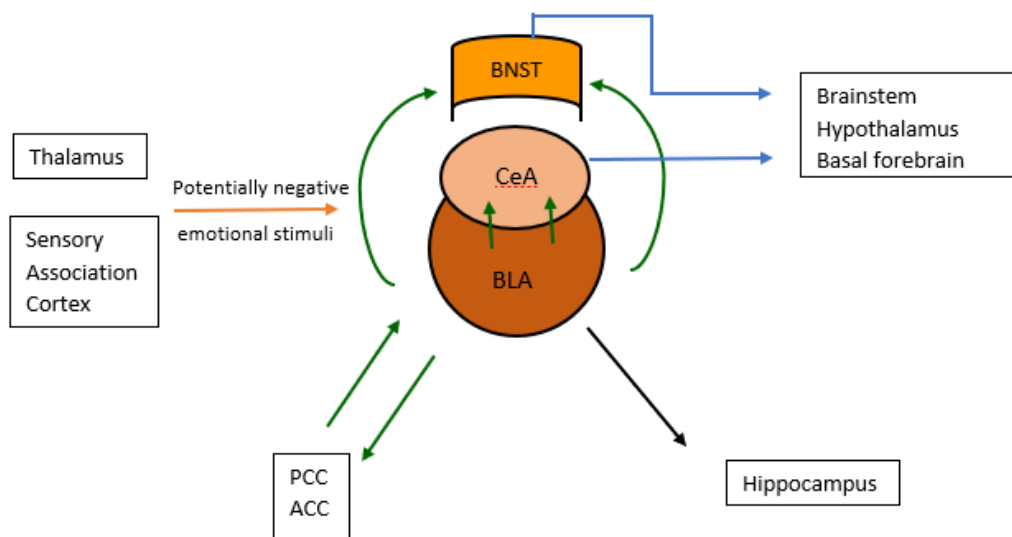 BNST
Brainstem
Hypothalamus
Basal forebrain
Thalamus
CeA
Potentially negative
emotional stimuli
Sensory
Association
Cortex
BLA
PCC
ACC
Hippocampus